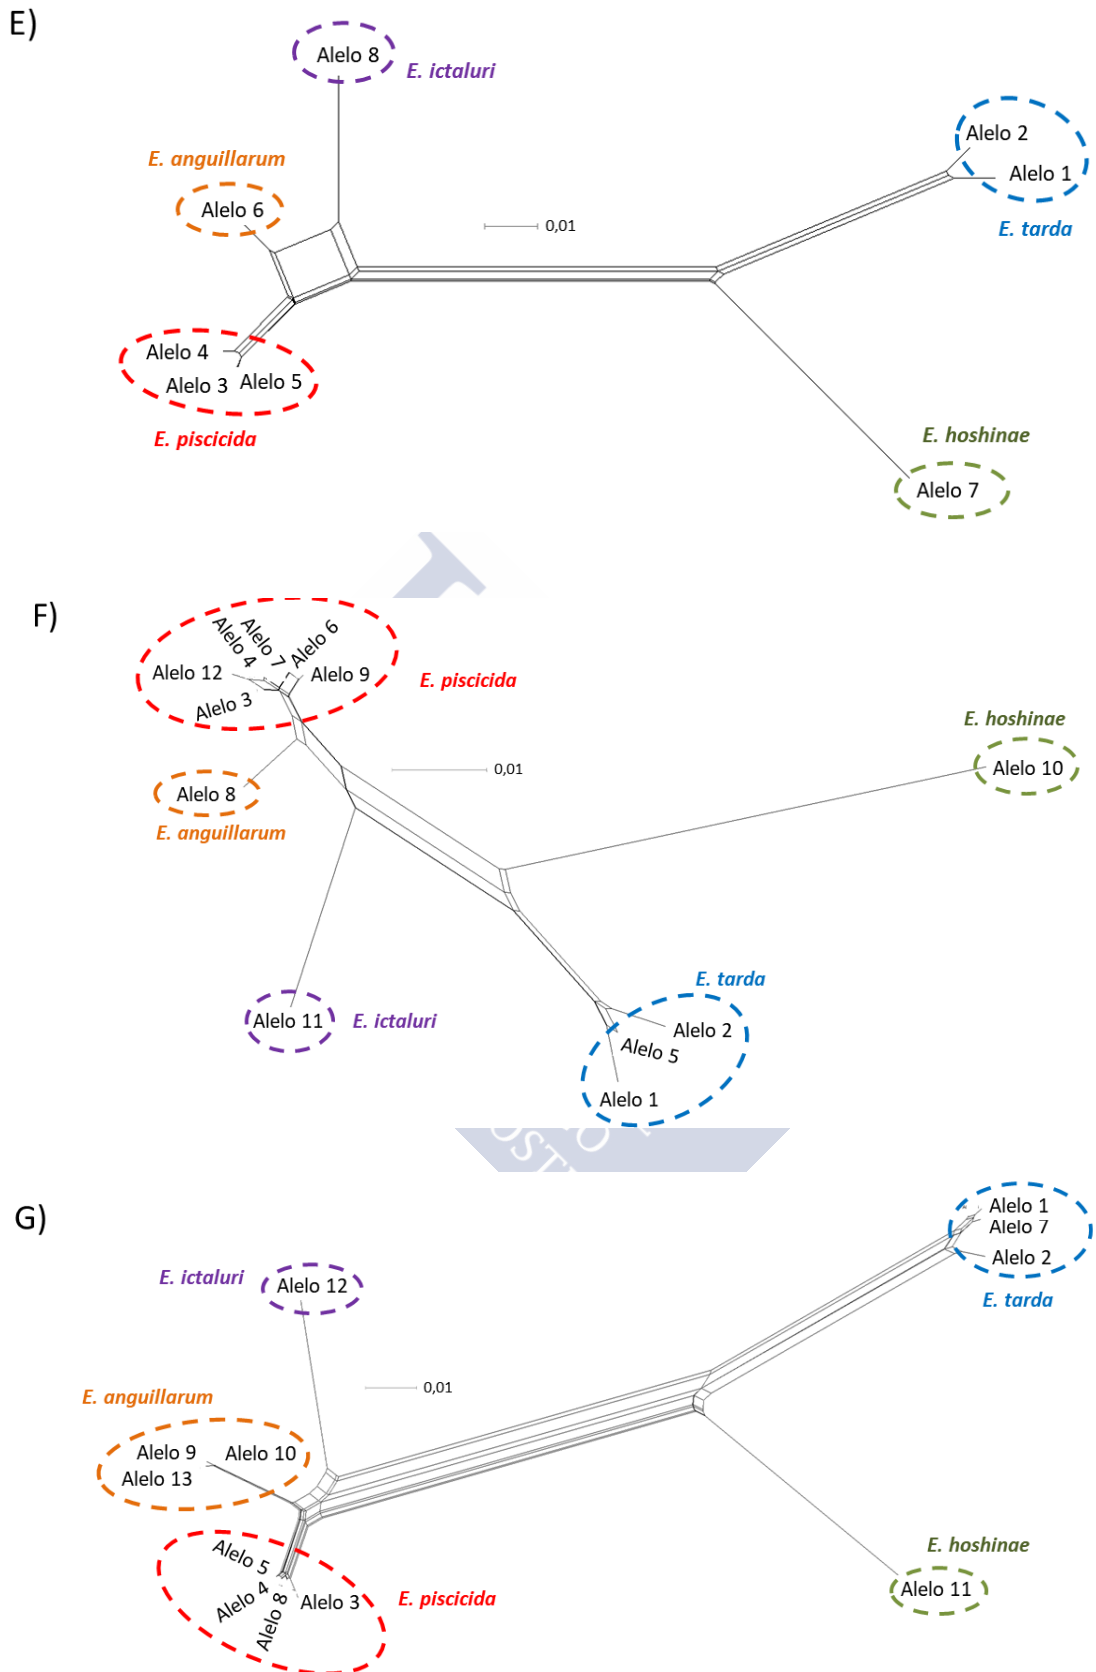 E)
Alelo 8
E. ictaluri
Alelo 2
E. anguillarum
Alelo 1
Alelo 6
0,01
E. tarda
Alelo 4
Alelo 3
Alelo 5
E. piscicida
E. hoshinae
Alelo 7
F)
Alelo 4
Alelo 7
Alelo 6
Alelo 12
Alelo 9
E. piscicida
Alelo 3
E. hoshinae
0,01
Alelo 10
Alelo 8
E. anguillarum
E. tarda
Alelo 11
E. ictaluri
Alelo 2
Alelo 5
Alelo 1
G)
Alelo 1
Alelo 7
Alelo 2
E. ictaluri
Alelo 12
E. tarda
0,01
E. anguillarum
Alelo 9
Alelo 10
Alelo 13
Alelo 5
E. hoshinae
Alelo 4
Alelo 8
Alelo 3
E. piscicida
Alelo 11